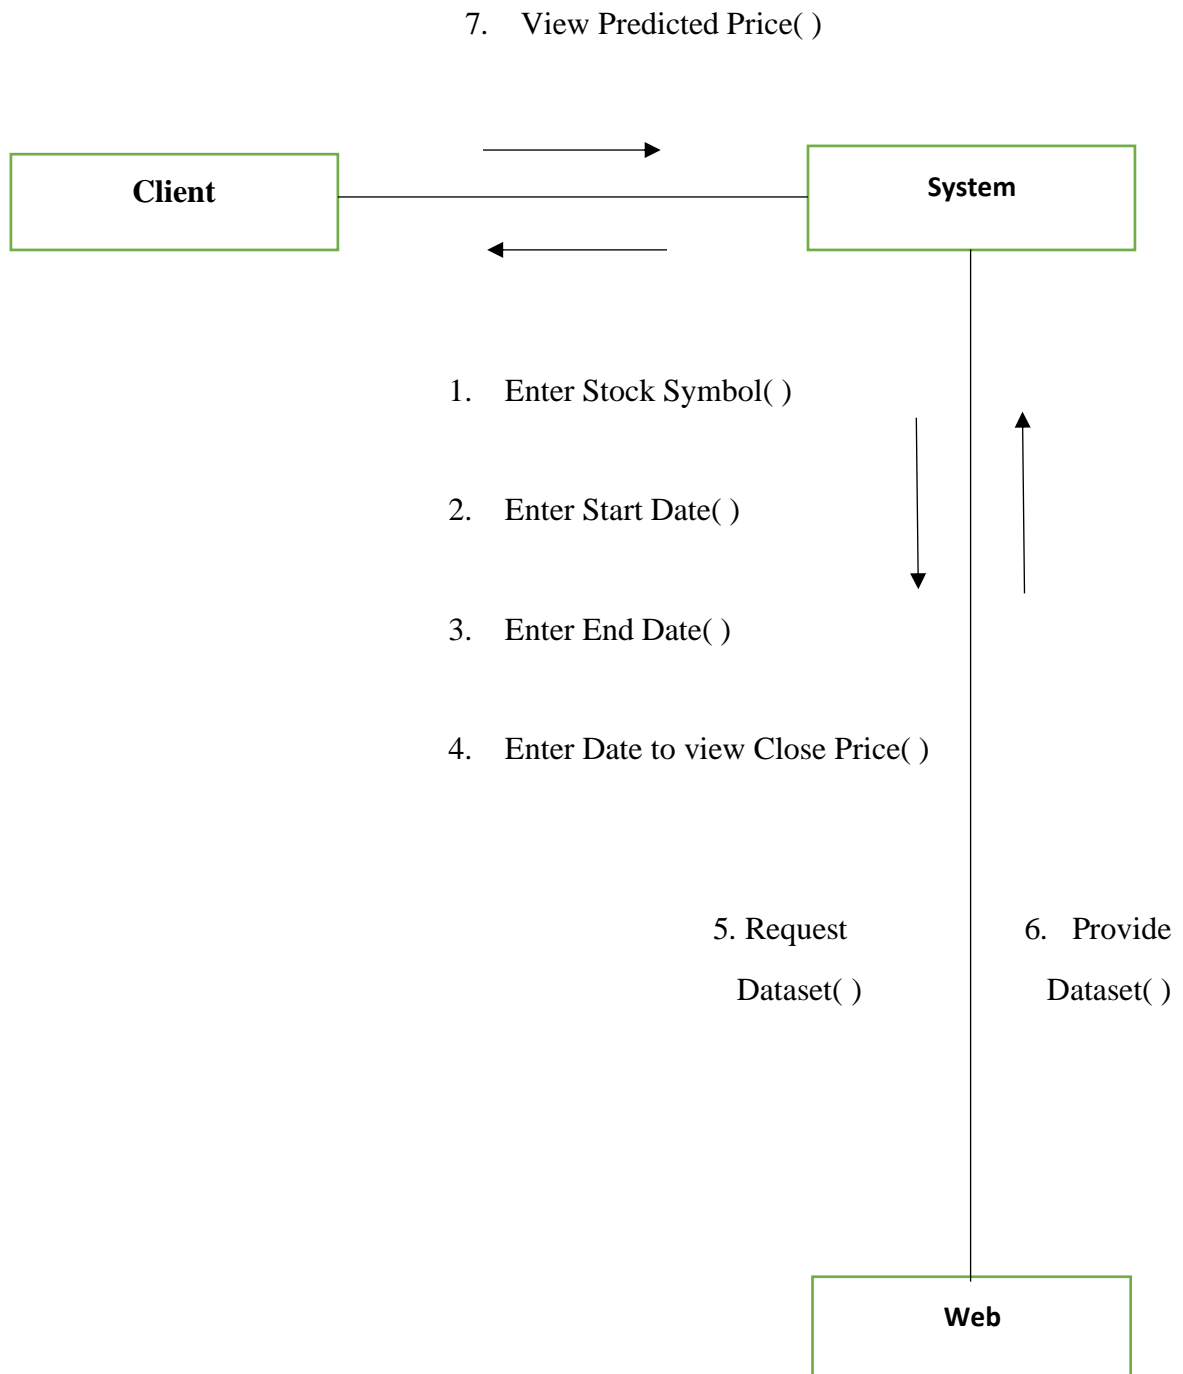 7. View Predicted Price( )
Client
System
1. Enter Stock Symbol( )
2. Enter Start Date( )
3. Enter End Date( )
4. Enter Date to view Close Price( )
5. Request
Dataset( )
6. Provide
Dataset( )
Web